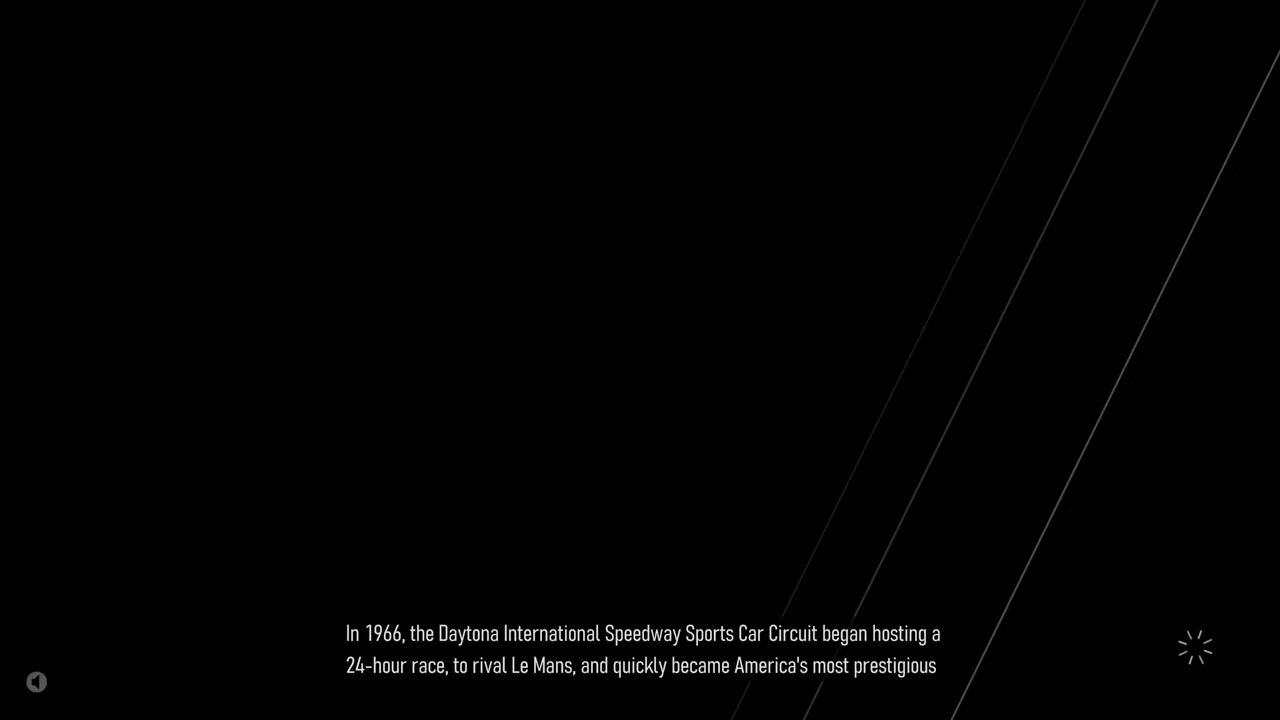 In 1966, the Daytona International Speedway Sports Car Circuit began hosting a
24-hour race, to rival Le Mans, and quickly became America's most prestigious